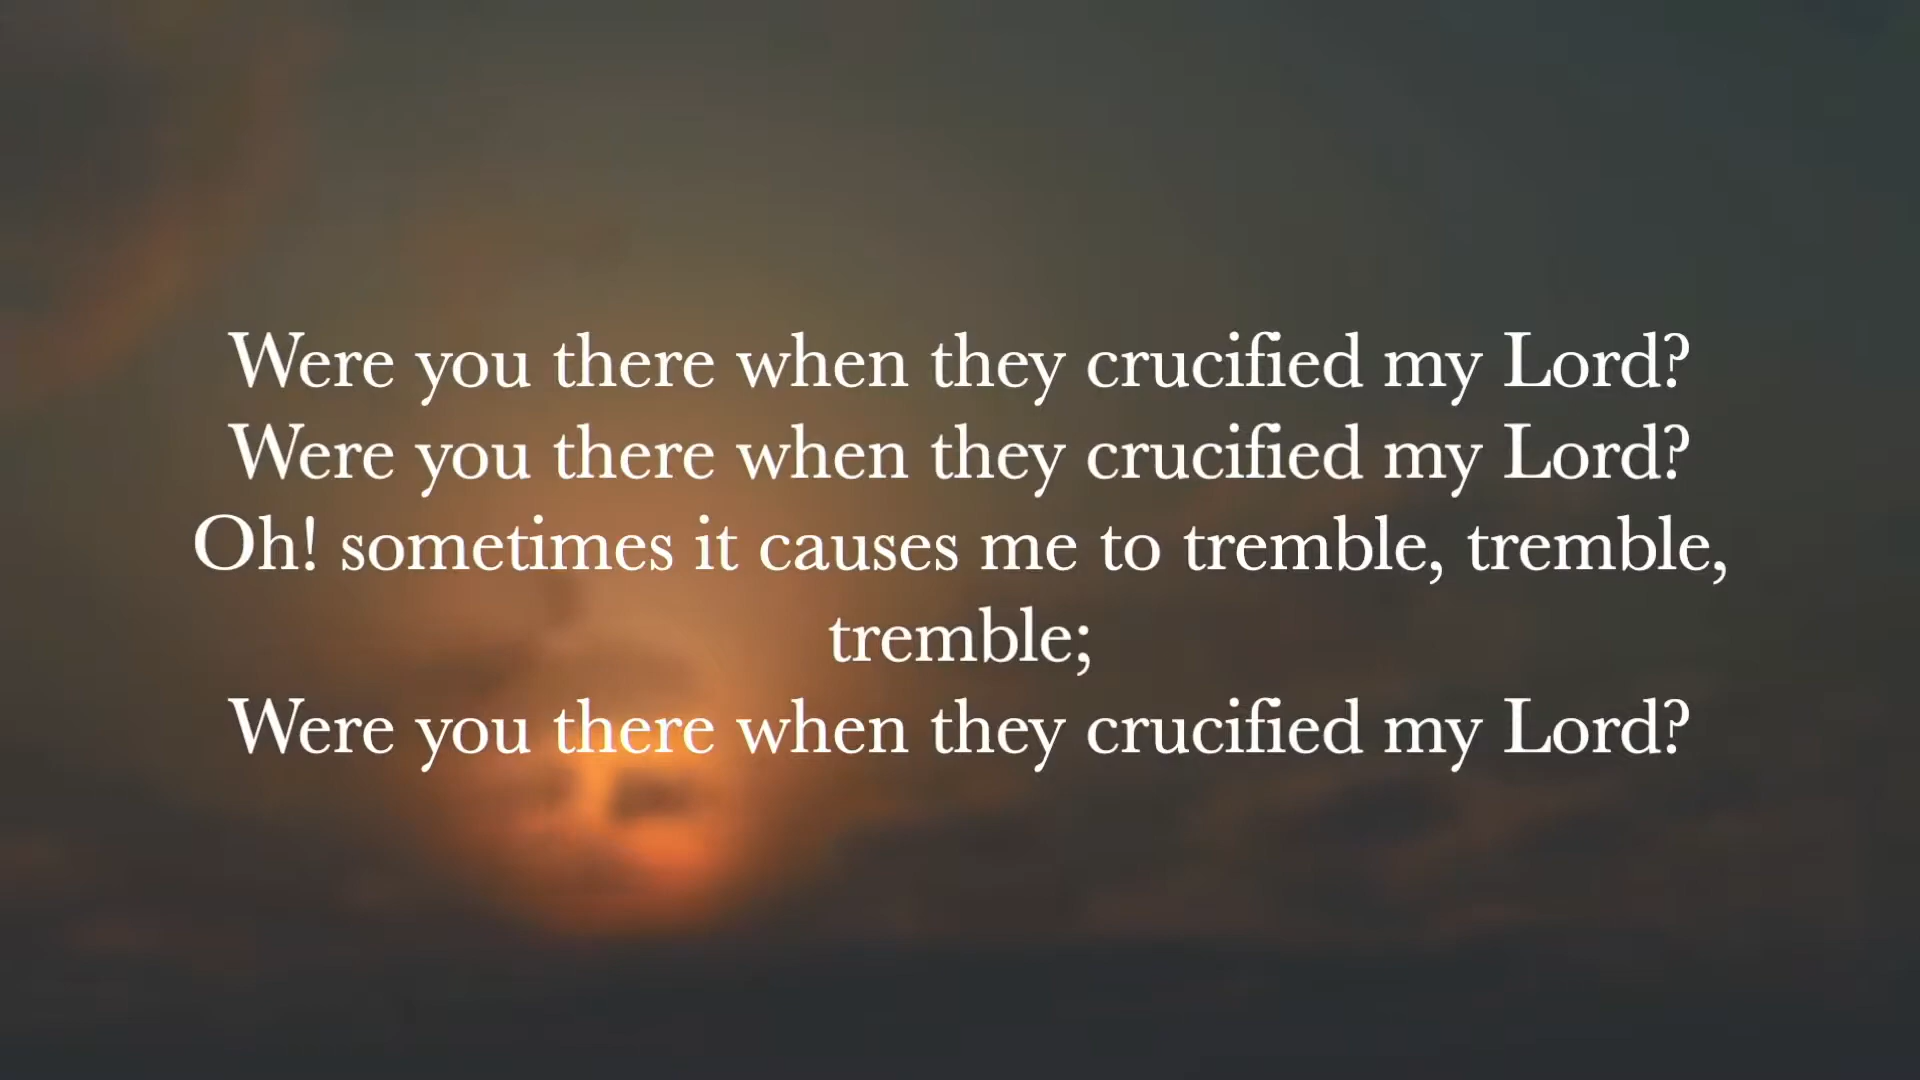 Were you there when they crucified my Lord?
Were you there when they crucified my Lord?
Oh! sometimes it causes me to tremble, tremble,
tremble;
Were you there when they crucified my Lord?